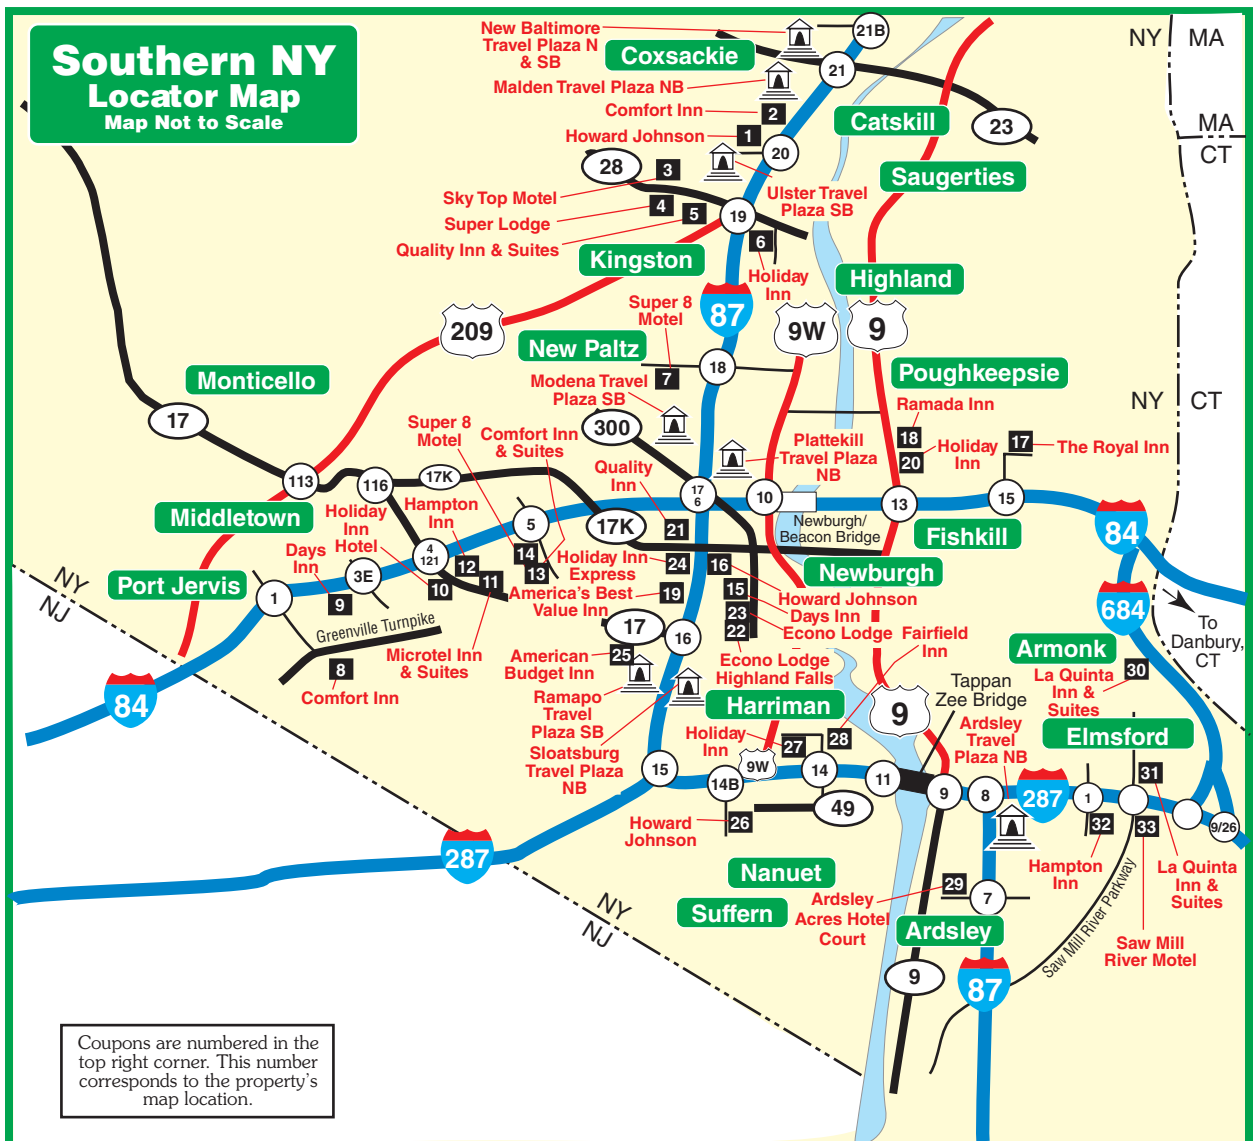 Southern NY
Locator Map
Map Not to Scale
New Baltimore
Travel Plaza N
& SB
Coxsackie
21B
NY
MA
Malden Travel Plaza NB
21
Comfort Inn
2
Catskill
23
MA
CT
Howard Johnson
1
20
28
3
Saugerties
Sky Top Motel
Ulster Travel
Plaza SB
4
5
19
Super Lodge
Quality Inn & Suites
6
Kingston
Holiday
Inn
Highland
209
Super 8
Motel
87
9W
9
New Paltz
18
7
Monticello
Poughkeepsie
Modena Travel
Plaza SB
NY
CT
17
300
Ramada Inn
Super 8
Motel
Comfort Inn
& Suites
Plattekill
Travel Plaza
NB
18
20
Holiday
Inn
17
The Royal Inn
113
116
17K
Quality
Inn
17
6
10
13
15
Middletown
Holiday
Inn
Hotel
Hampton
Inn
5
17K
21
Newburgh/
Beacon Bridge
Fishkill
84
Days
Inn
4
121
12
14
13
Holiday Inn
Express
24
16
Newburgh
NY
NJ
Port Jervis
3E
10
11
America's Best
Value Inn
19
15
Howard Johnson
684
1
9
Days Inn
23
22
Econo Lodge
To
Danbury,
CT
Greenville Turnpike
17
16
Fairfield
Inn
8
Microtel Inn
& Suites
American
Budget Inn
25
Econo Lodge
Highland Falls
Armonk
Comfort Inn
La Quinta
Inn &
Suites
30
84
Ramapo
Travel
Plaza SB
Harriman
9
Tappan
Zee Bridge
Sloatsburg
Travel Plaza
NB
Holiday
Inn
27
28
Ardsley
Travel
Plaza NB
Elmsford
15
14B
9W
14
11
9
8
287
1
31
9/26
49
Howard
Johnson
26
32
33
287
Hampton
Inn
La Quinta
Inn &
Suites
Nanuet
29
7
Suffern
Ardsley
Acres Hotel
Court
Ardsley
Saw Mill River Parkway
Saw Mill
River Motel
NY
NJ
9
87
Coupons are numbered in the
top right corner. This number
corresponds to the property's
map location.